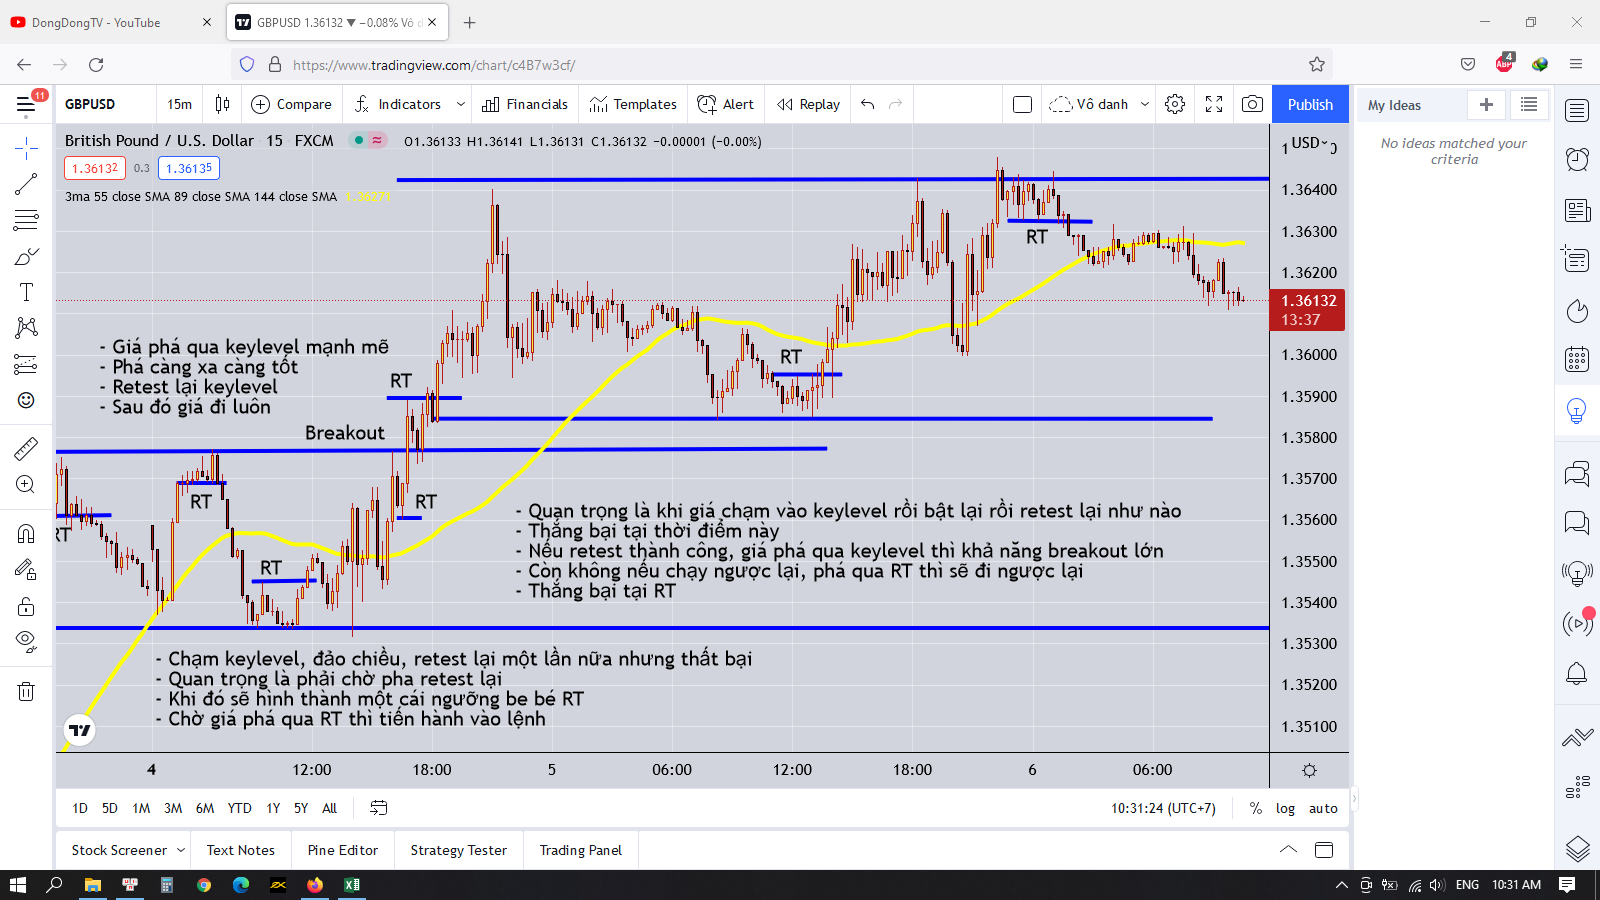 DongDongTV - YouTube
GBPUSD 1.36132 ▼ −0.08% Vô d
https://www.tradingview.com/chart/c4B7w3cf/
4
ABP
11
GBPUSD
15m
Compare
Indicators
Financials
Templates
Alert
Replay
Vô danh
Publish
My Ideas
No ideas matched your
criteria
British Pound / U.S. Dollar 15 FXCM
O1.36133 H1.36141 L1.36131 C1.36132 −0.00001 (−0.00%)
1.36132
0.3
1.36135
3ma 55 close SMA 89 close SMA 144 close SMA 1.36271
USD
1.36400
1.36300
1.36200
1.36132
13:37
1.36000
1.35900
1.35800
1.35700
1.35600
1.35500
1.35400
1.35300
1.35200
1.35100
RT
- Giá phá qua keylevel mạnh mẽ
- Phá càng xa càng tốt
- Retest lại keylevel
- Sau đó giá đi luôn
RT
RT
Breakout
RT
RT
RT
RT
- Quan trọng là khi giá chạm vào keylevel rồi bật lại rồi retest lại như nào
- Thắng bại tại thời điểm này
- Nếu retest thành công, giá phá qua keylevel thì khả năng breakout lớn
- Còn không nếu chạy ngược lại, phá qua RT thì sẽ đi ngược lại
- Thắng bại tại RT
- Chạm keylevel, đảo chiều, retest lại một lần nữa nhưng thất bại
- Quan trọng là phải chờ pha retest lại
- Khi đó sẽ hình thành một cái ngưỡng be bé RT
- Chờ giá phá qua RT thì tiến hành vào lệnh
4
12:00
18:00
5
06:00
12:00
18:00
6
06:00
1D 5D 1M 3M 6M YTD 1Y 5Y All
10:31:24 (UTC+7)
% log auto
Stock Screener
Text Notes
Pine Editor
Strategy Tester
Trading Panel
ENG
10:31 AM